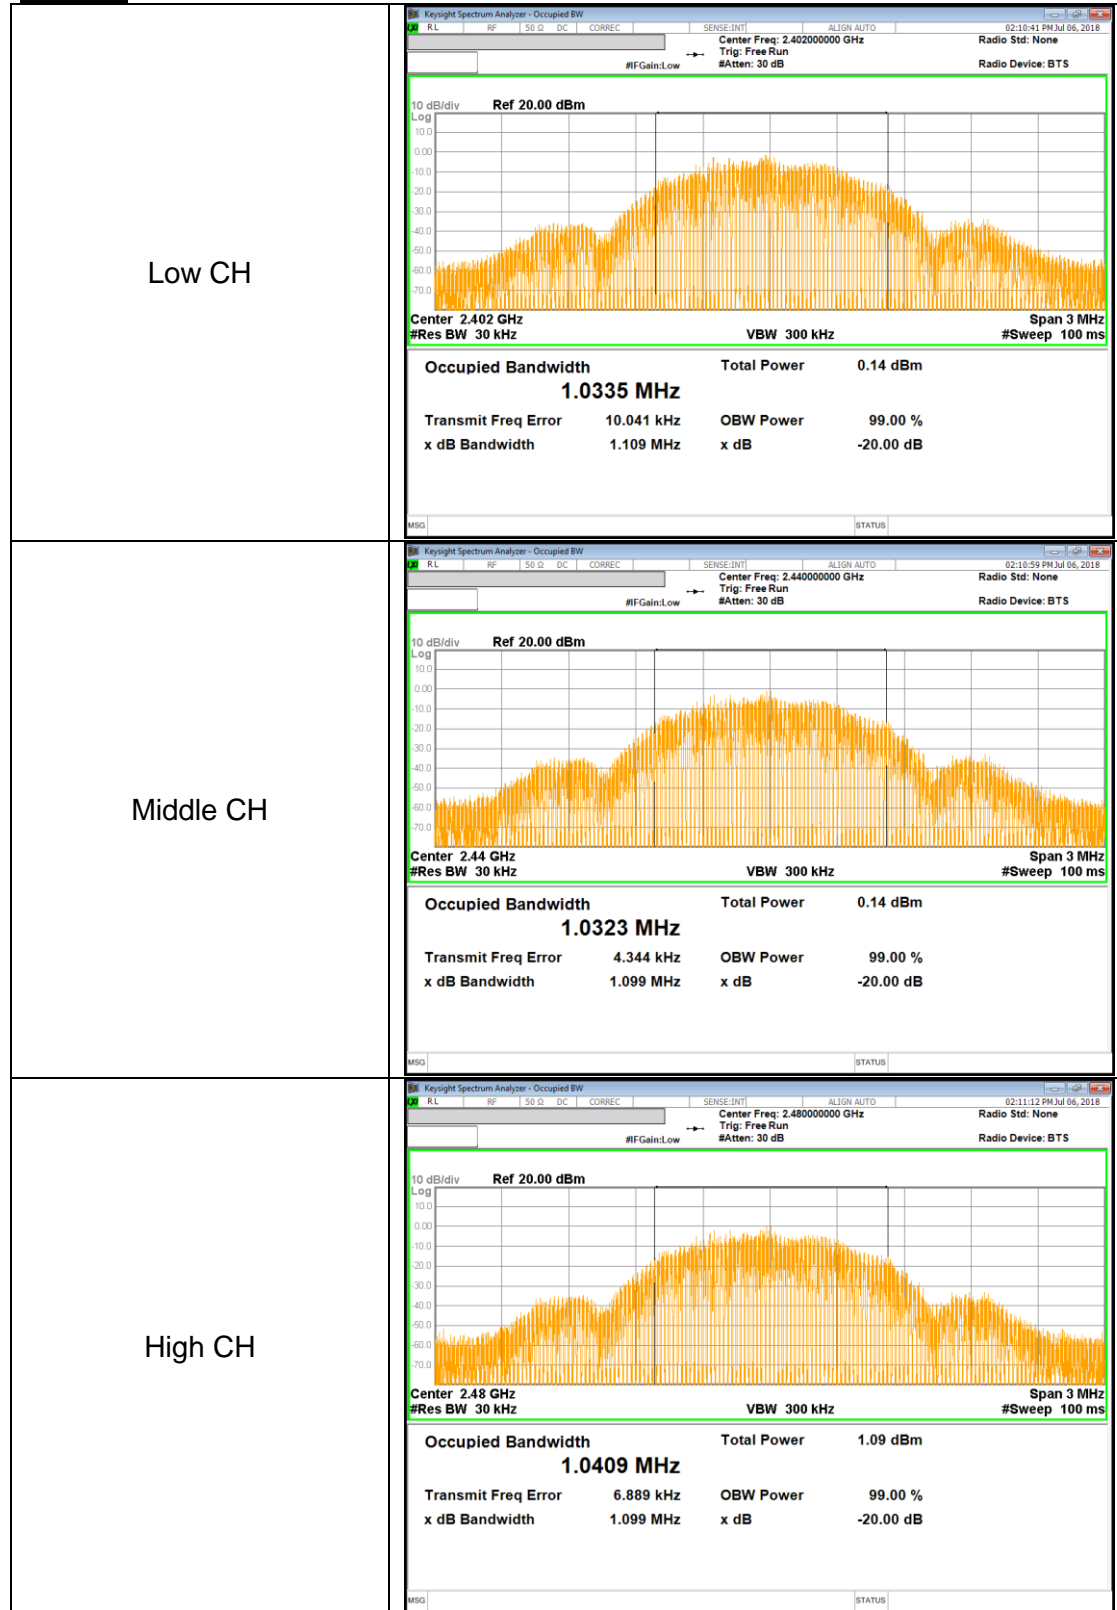 Low CH
Keysight Spectrum Analyzer - Occupied BW
LXI RL RF 50 Ω DC CORREC SENSE:INT ALIGN AUTO 02:10:41 PM Jul 06, 2018
Center Freq: 2.402000000 GHz Radio Std: None
Trig: Free Run
#IFGain:Low #Atten: 30 dB Radio Device: BTS
10 dB/div Ref 20.00 dBm
Log
10.0
0.00
-10.0
-20.0
-30.0
-40.0
-50.0
-60.0
-70.0
Center 2.402 GHz Span 3 MHz
#Res BW 30 kHz VBW 300 kHz #Sweep 100 ms
Occupied Bandwidth Total Power 0.14 dBm
1.0335 MHz
Transmit Freq Error 10.041 kHz OBW Power 99.00 %
x dB Bandwidth 1.109 MHz x dB -20.00 dB
MSG STATUS
Middle CH
Keysight Spectrum Analyzer - Occupied BW
LXI RL RF 50 Ω DC CORREC SENSE:INT ALIGN AUTO 02:10:59 PM Jul 06, 2018
Center Freq: 2.440000000 GHz Radio Std: None
Trig: Free Run
#IFGain:Low #Atten: 30 dB Radio Device: BTS
10 dB/div Ref 20.00 dBm
Log
10.0
0.00
-10.0
-20.0
-30.0
-40.0
-50.0
-60.0
-70.0
Center 2.44 GHz Span 3 MHz
#Res BW 30 kHz VBW 300 kHz #Sweep 100 ms
Occupied Bandwidth Total Power 0.14 dBm
1.0323 MHz
Transmit Freq Error 4.344 kHz OBW Power 99.00 %
x dB Bandwidth 1.099 MHz x dB -20.00 dB
MSG STATUS
High CH
Keysight Spectrum Analyzer - Occupied BW
LXI RL RF 50 Ω DC CORREC SENSE:INT ALIGN AUTO 02:11:12 PM Jul 06, 2018
Center Freq: 2.480000000 GHz Radio Std: None
Trig: Free Run
#IFGain:Low #Atten: 30 dB Radio Device: BTS
10 dB/div Ref 20.00 dBm
Log
10.0
0.00
-10.0
-20.0
-30.0
-40.0
-50.0
-60.0
-70.0
Center 2.48 GHz Span 3 MHz
#Res BW 30 kHz VBW 300 kHz #Sweep 100 ms
Occupied Bandwidth Total Power 1.09 dBm
1.0409 MHz
Transmit Freq Error 6.889 kHz OBW Power 99.00 %
x dB Bandwidth 1.099 MHz x dB -20.00 dB
MSG STATUS